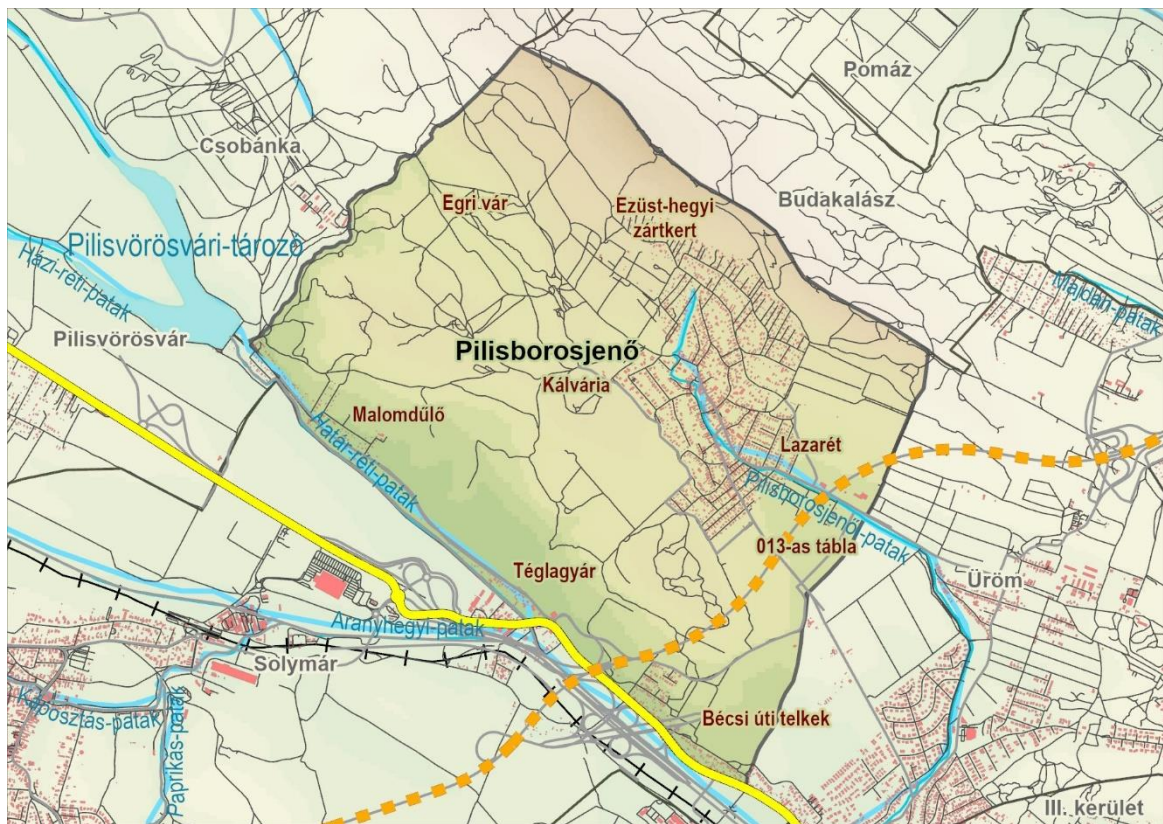 Pomáz
Csobánka
Egri vár
Ezüst-hegyi
zártkert
Budakalász
Pilisvörösvári-tározó
Házi-réti-patak
Majdán-patak
Pilisvörösvár
Pilisborosjenő
Kálvária
Malomdűlő
Határ-réti-patak
Lazarét
Pilisborosjenői-patak
013-as tábla
Téglagyár
Üröm
Aranyhegyi-patak
Solymár
Káposztás-patak
Paprikás-patak
Bécsi úti telkek
III. kerület